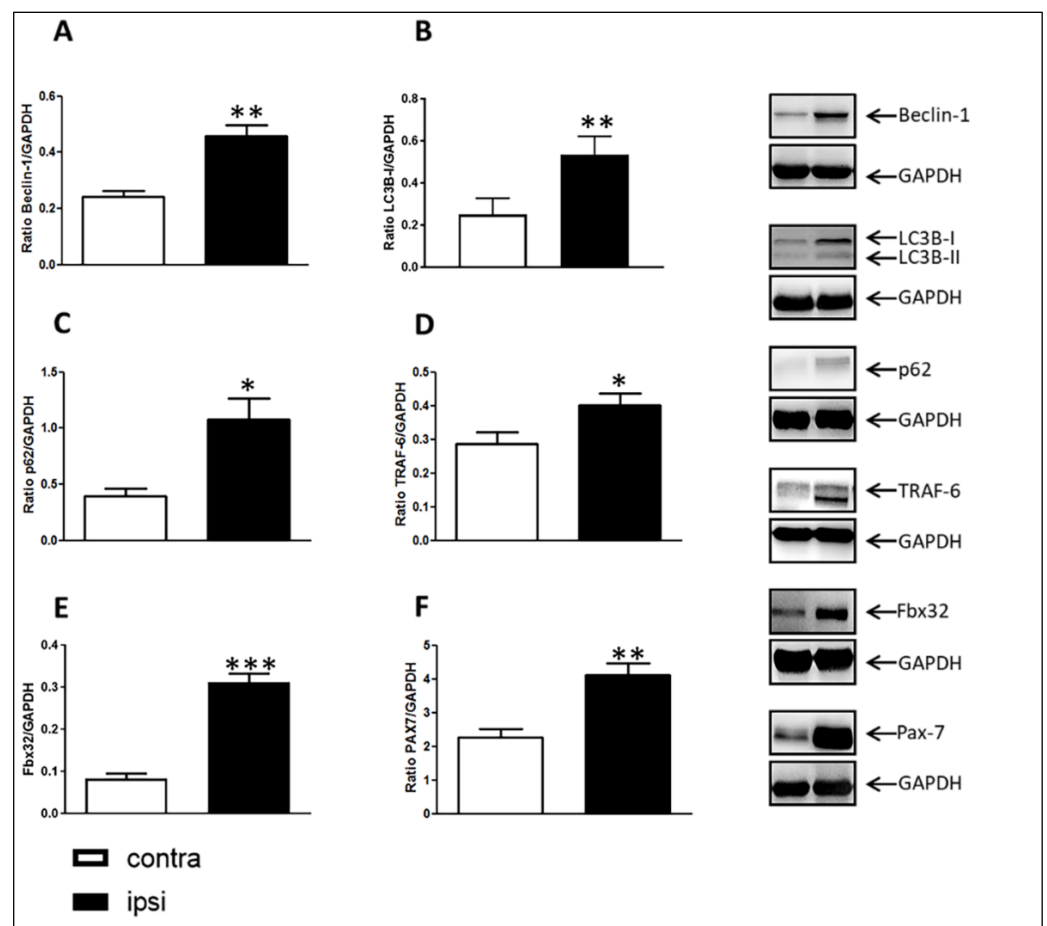 A
Ratio Beclin-1/GAPDH
0.6
0.4
0.2
0.0
**
B
Ratio LC3B-I/GAPDH
0.8
0.6
0.4
0.2
0.0
**
C
Ratio p62/GAPDH
1.5
1.0
0.5
0.0
*
D
Ratio TRAF-6/GAPDH
0.5
0.4
0.3
0.2
0.1
0.0
*
E
Fbx32/GAPDH
0.4
0.3
0.2
0.1
0.0
***
F
Ratio PAX7/GAPDH
5
4
3
2
1
0
**
contra
ipsi
Beclin-1
GAPDH
LC3B-I
LC3B-II
GAPDH
p62
GAPDH
TRAF-6
GAPDH
Fbx32
GAPDH
Pax-7
GAPDH